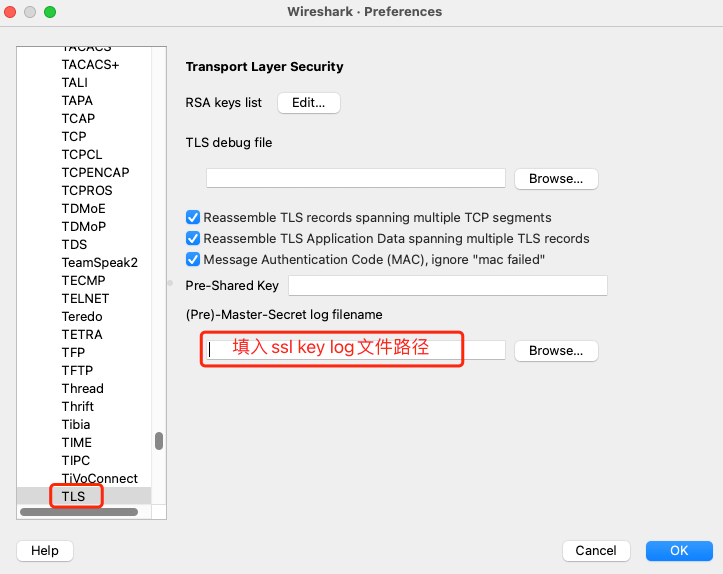 Wireshark · Preferences
TACACS
TACACS+
TALI
TAPA
TCAP
TCP
TCPCL
TCPENCAP
TCPROS
TDMoE
TDMoP
TDS
TeamSpeak2
TECMP
TELNET
Teredo
TETRA
TFP
TFTP
Thread
Thrift
Tibia
TIME
TIPC
TiVoConnect
TLS
Transport Layer Security
RSA keys list Edit...
TLS debug file
Browse...
Reassemble TLS records spanning multiple TCP segments
Reassemble TLS Application Data spanning multiple TLS records
Message Authentication Code (MAC), ignore "mac failed"
Pre-Shared Key
(Pre)-Master-Secret log filename
填入 ssl key log文件路径 Browse...
Help Cancel OK